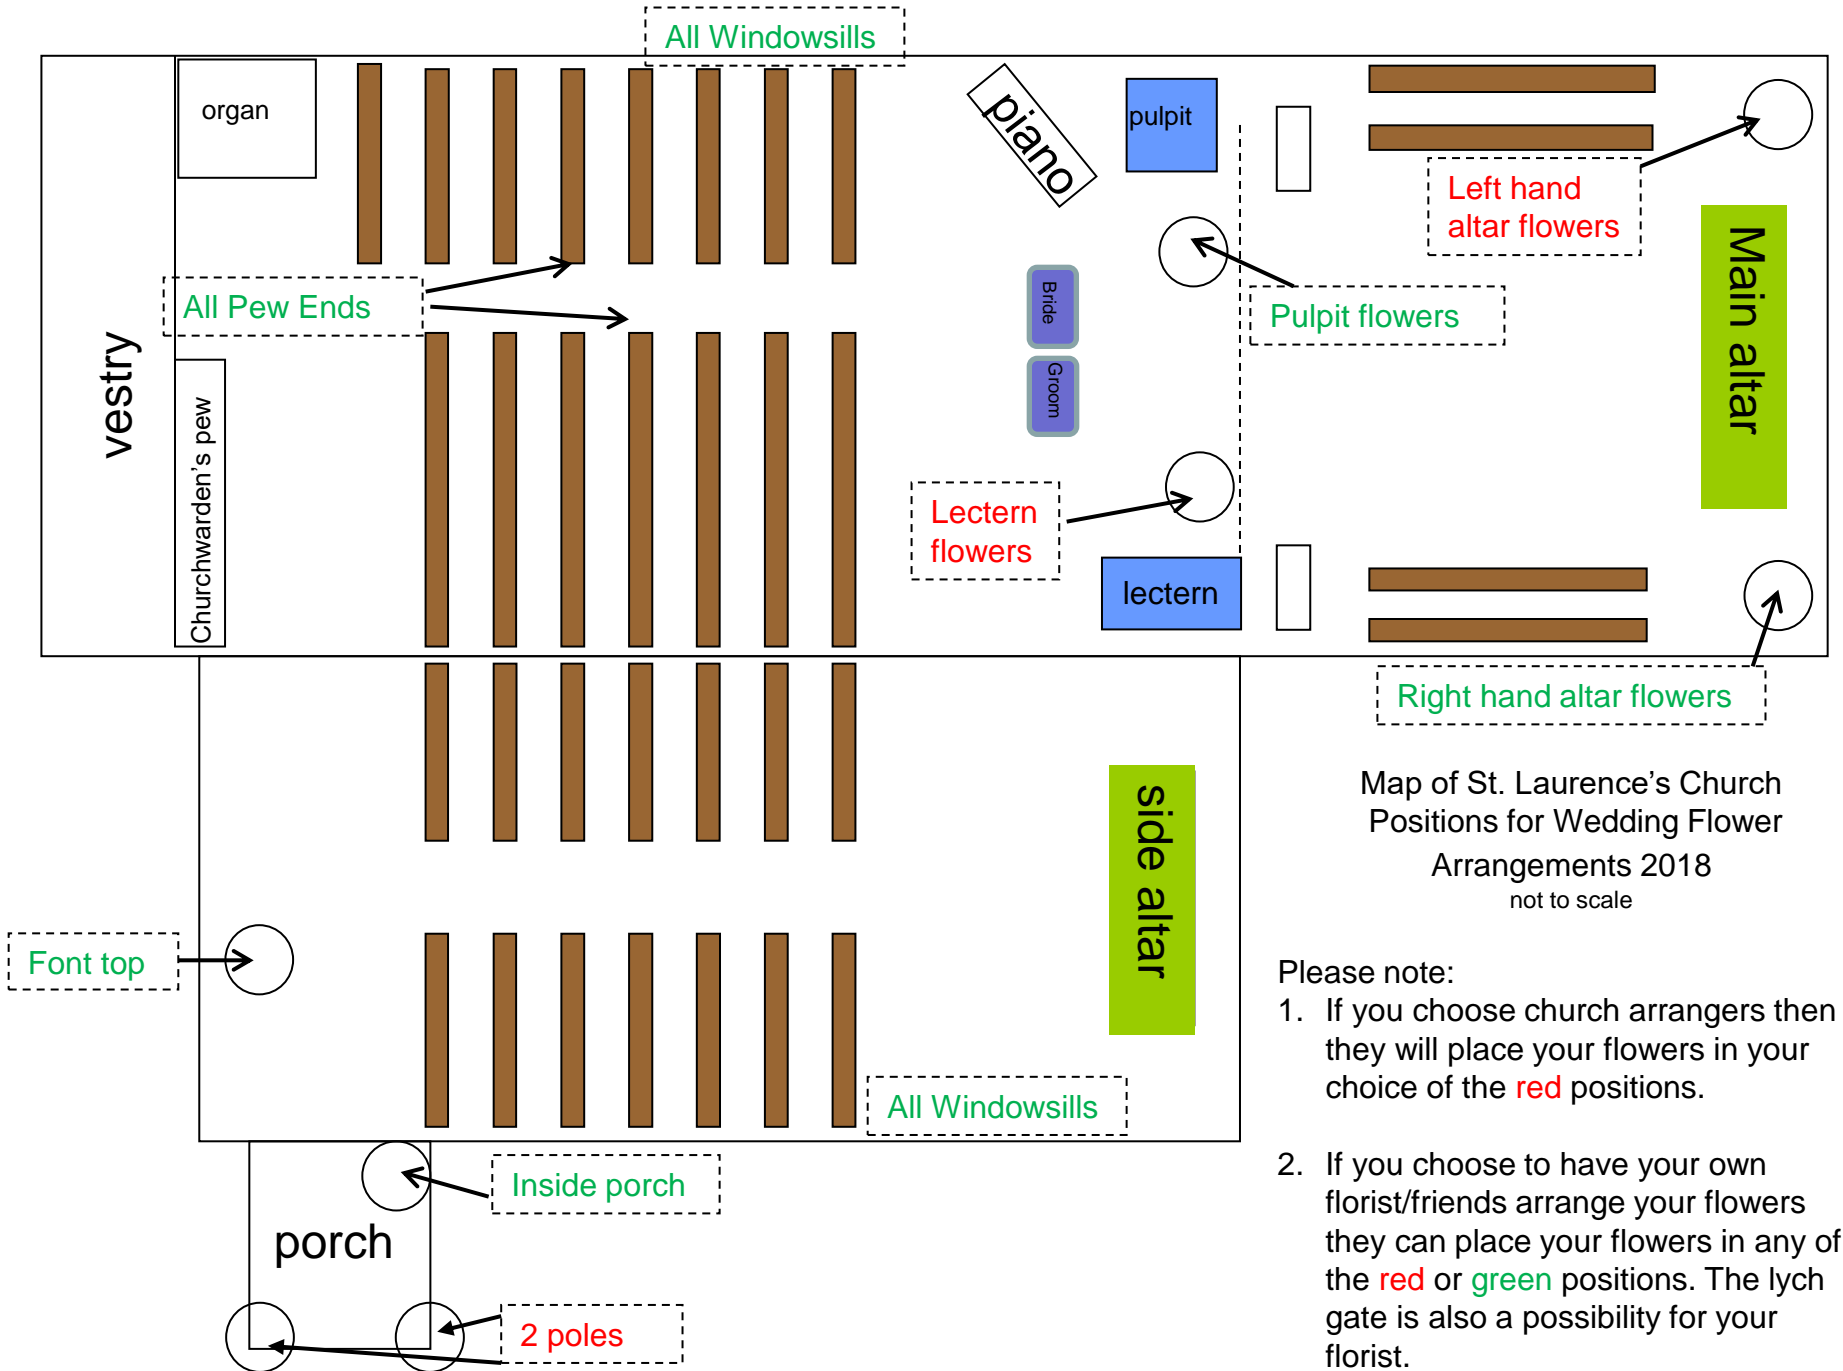 All Windowsills
organ
piano
pulpit
Left hand
altar flowers
Main altar
All Pew Ends
Bride
Groom
Pulpit flowers
vestry
Churchwarden’s pew
Lectern
flowers
lectern
Right hand altar flowers
side altar
Map of St. Laurence’s Church
Positions for Wedding Flower
Arrangements 2018
not to scale
Font top
Please note:
1. If you choose church arrangers then
they will place your flowers in your
choice of the red positions.
All Windowsills
2. If you choose to have your own
florist/friends arrange your flowers
they can place your flowers in any of
the red or green positions. The lych
gate is also a possibility for your
florist.
Inside porch
porch
2 poles